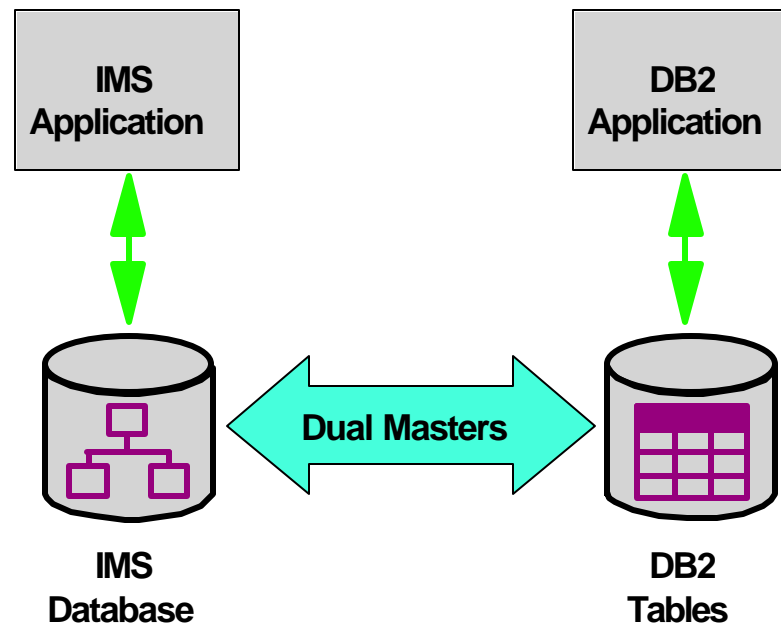 IMS
Application
DB2
Application
Dual Masters
IMS
Database
DB2
Tables